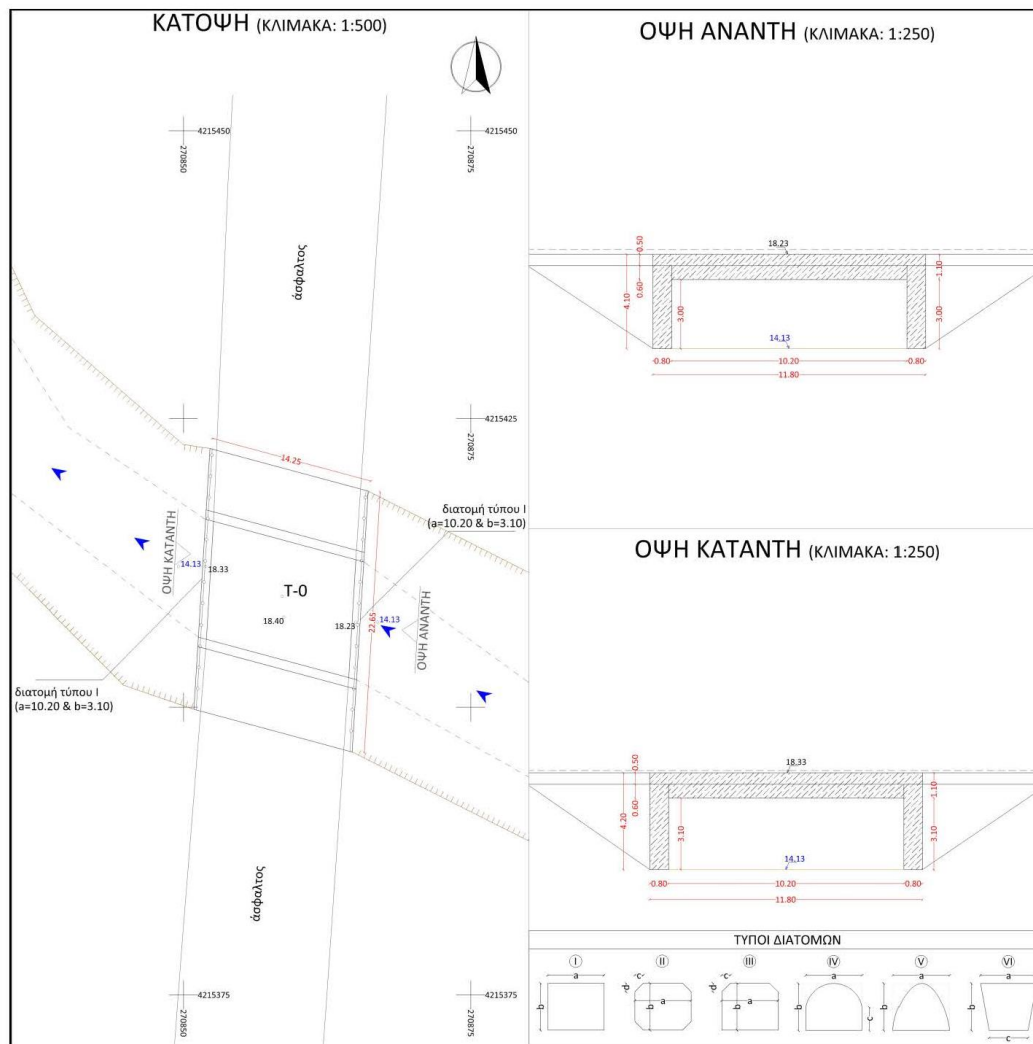 ΚΑΤΟΨΗ (ΚΛΙΜΑΚΑ: 1:500)
4215450
4215450
270850
270875
άσφαλτος
4215425
270875
14.25
διατομή τύπου Ι
(a=10.20 & b=3.10)
ΟΨΗ ΚΑΤΑΝΤΗ
14.13
18.33
T-0
18.40
18.23
14.13
22.65
ΟΨΗ ΑΝΑΝΤΗ
διατομή τύπου Ι
(a=10.20 & b=3.10)
άσφαλτος
4215375
4215375
270850
270875
ΟΨΗ ΑΝΑΝΤΗ (ΚΛΙΜΑΚΑ: 1:250)
18.23
0.50
4.10
0.60
3.00
1.10
3.00
14.13
0.80
10.20
0.80
11.80
ΟΨΗ ΚΑΤΑΝΤΗ (ΚΛΙΜΑΚΑ: 1:250)
18.33
0.50
4.20
0.60
3.10
1.10
3.10
14.13
0.80
10.20
0.80
11.80
ΤΥΠΟΙ ΔΙΑΤΟΜΩΝ
I II III IV V VI
a c c a a a
d d
b a b b a b b c b b
c